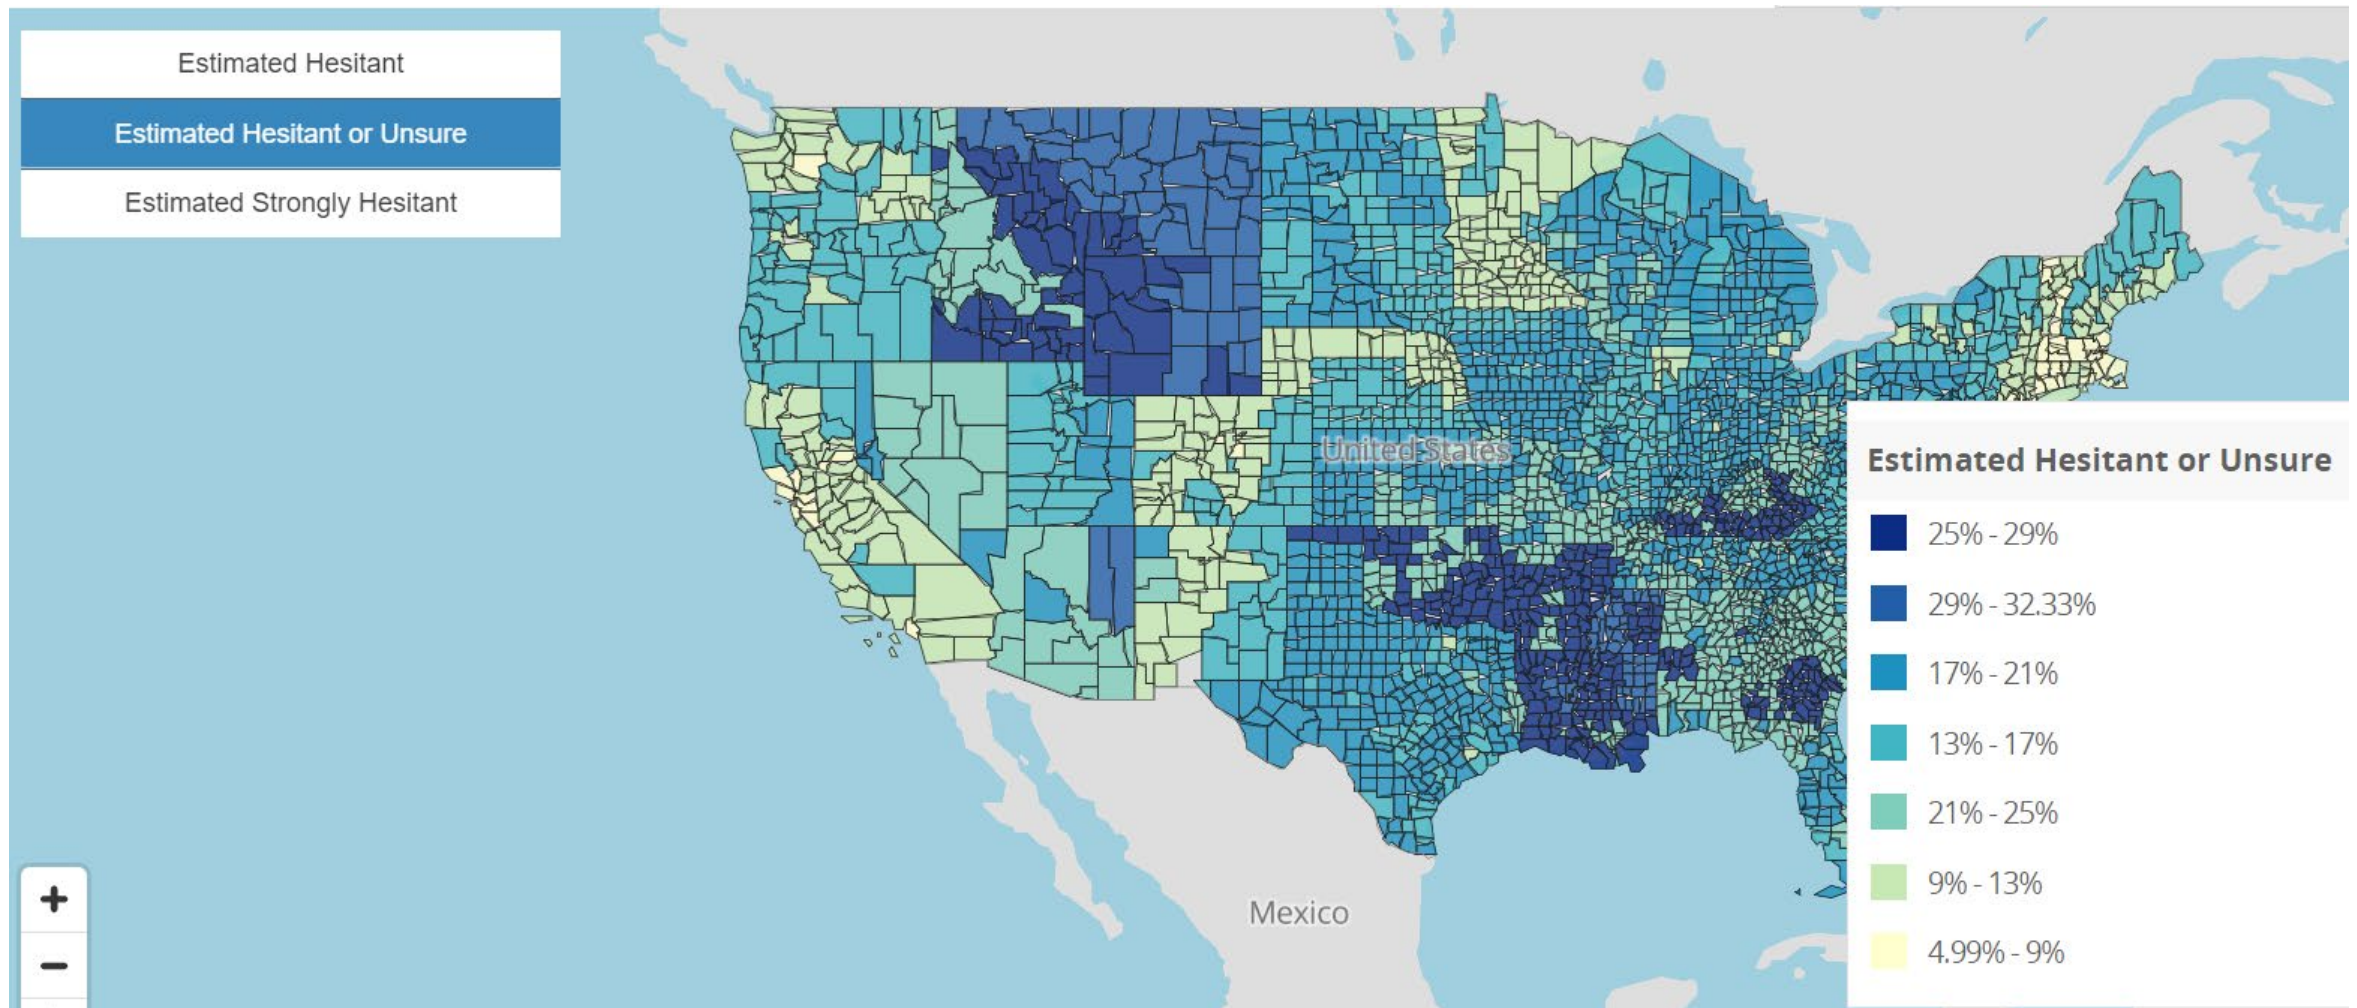 Estimated Hesitant
Estimated Hesitant or Unsure
Estimated Strongly Hesitant
United States
Mexico
+
−
Estimated Hesitant or Unsure
25% - 29%
29% - 32.33%
17% - 21%
13% - 17%
21% - 25%
9% - 13%
4.99% - 9%